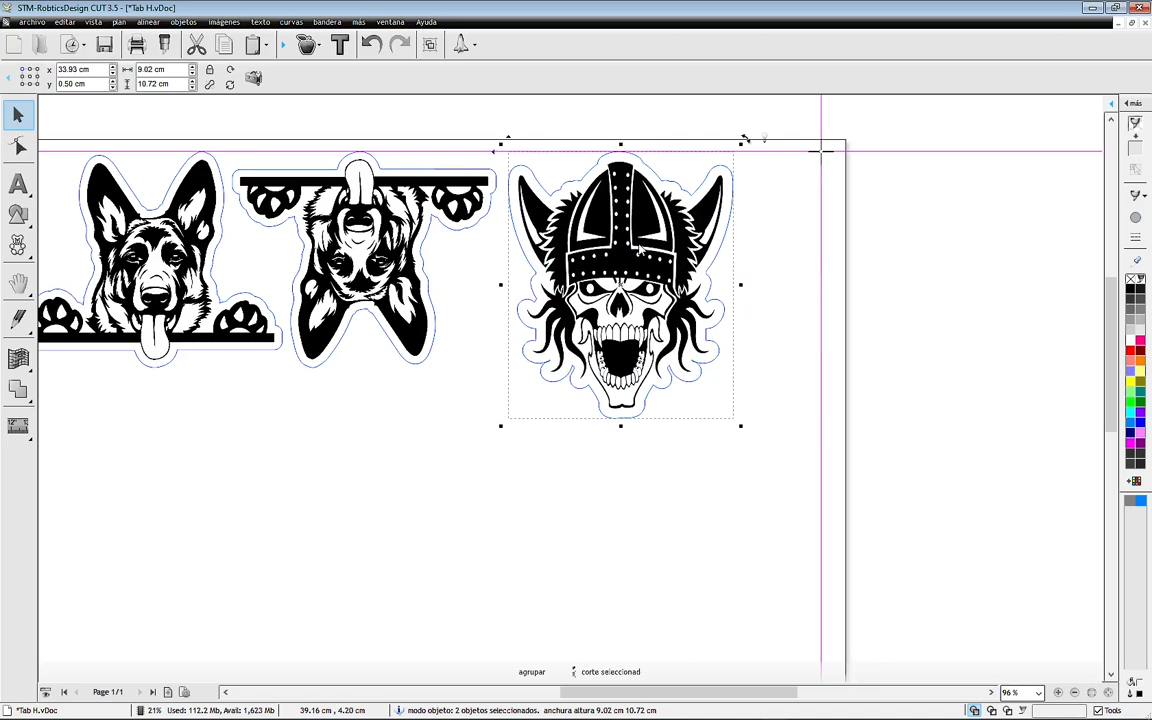 STM-RobticsDesign CUT 3.5 - [*Tab H.vDoc]
archivo editar vista plan alinear objetos imágenes texto curvas bandera más ventana Ayuda
x 33.93 cm 9.02 cm
y 0.50 cm 10.72 cm
más
agrupar corte seleccionad
Page 1/1
96 %
*Tab H.vDoc 21% Used: 112.2 Mb, Avail: 1,623 Mb 39.16 cm , 4.20 cm modo objeto: 2 objetos seleccionados. anchura altura 9.02 cm 10.72 cm Tools